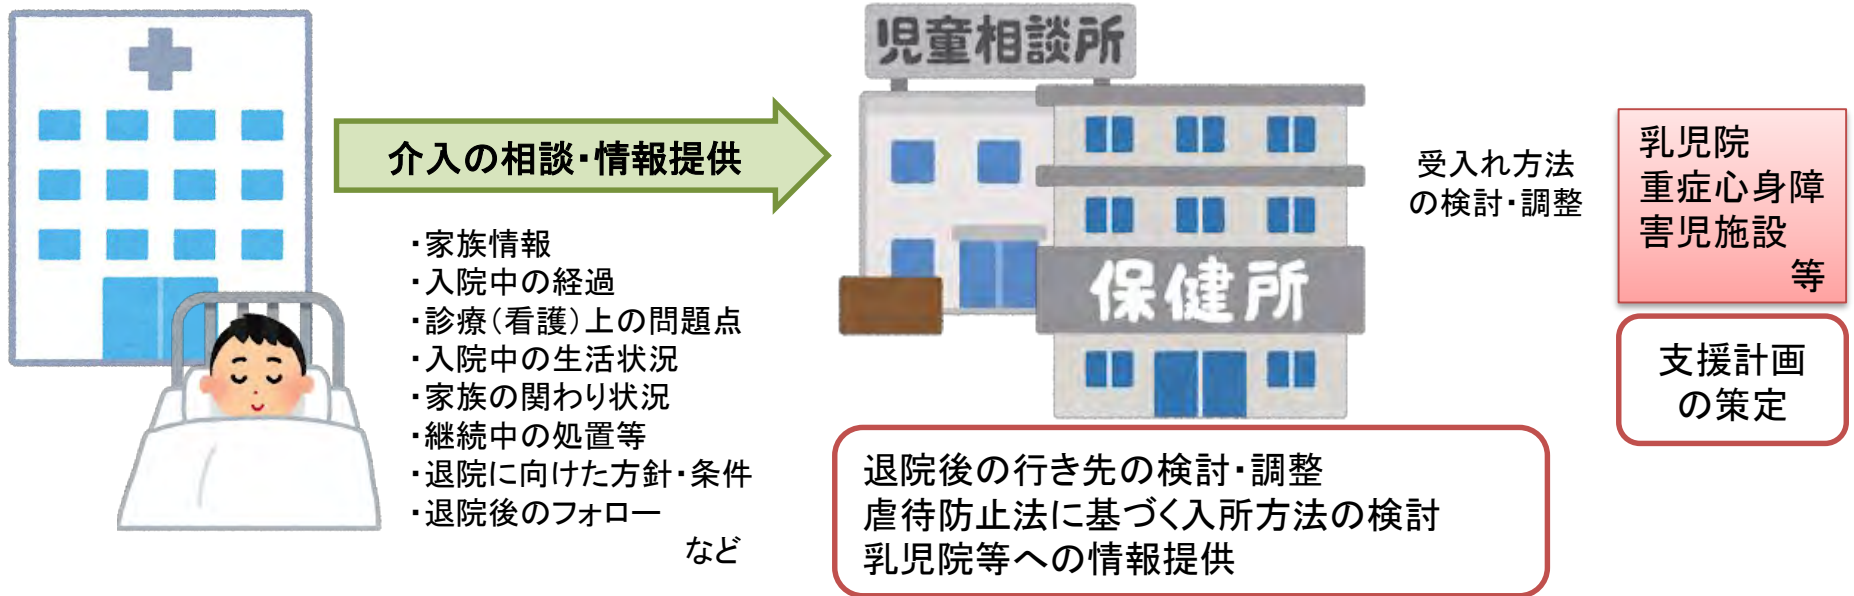 介入の相談・情報提供
・家族情報
・入院中の経過
・診療（看護）上の問題点
・入院中の生活状況
・家族の関わり状況
・継続中の処置等
・退院に向けた方針・条件
・退院後のフォロー
など
児童相談所
保健所
退院後の行き先の検討・調整
虐待防止法に基づく入所方法の検討
乳児院等への情報提供
受入れ方法
の検討・調整
乳児院
重症心身障
害児施設
等
支援計画
の策定